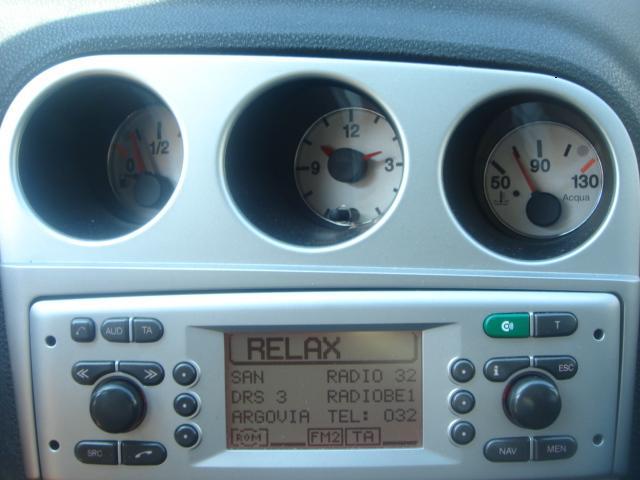 0 1/2
12
9 3
50 90 130
Acqua
AUD TA
T
RELAX
SAN RADIO 32
DRS 3 RADIOBE1
ARGOVIA TEL: 032
ROM FM2 TA
i ESC
SRC
NAV MEN